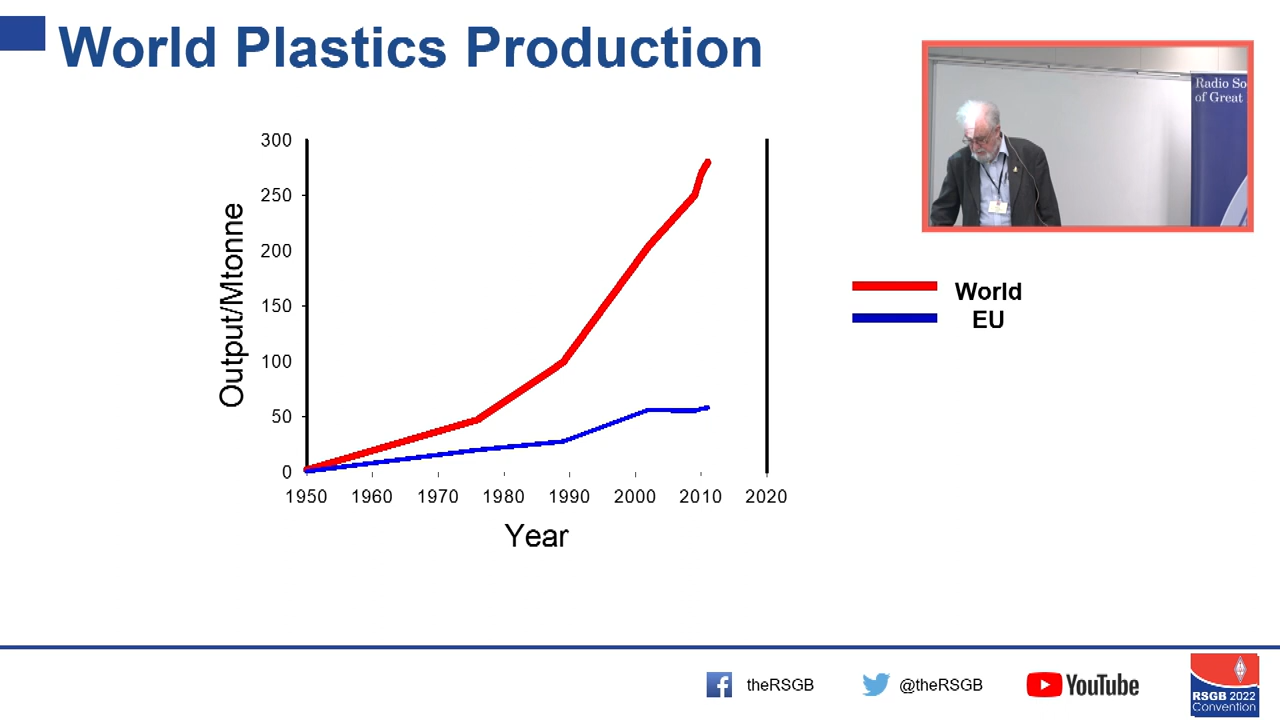 World Plastics Production
Radio So
of Great
300
250
200
150
100
50
0
Output/Mtonne
1950 1960 1970 1980 1990 2000 2010 2020
Year
World
EU
theRSGB
@theRSGB
YouTube
RSGB 2022
Convention